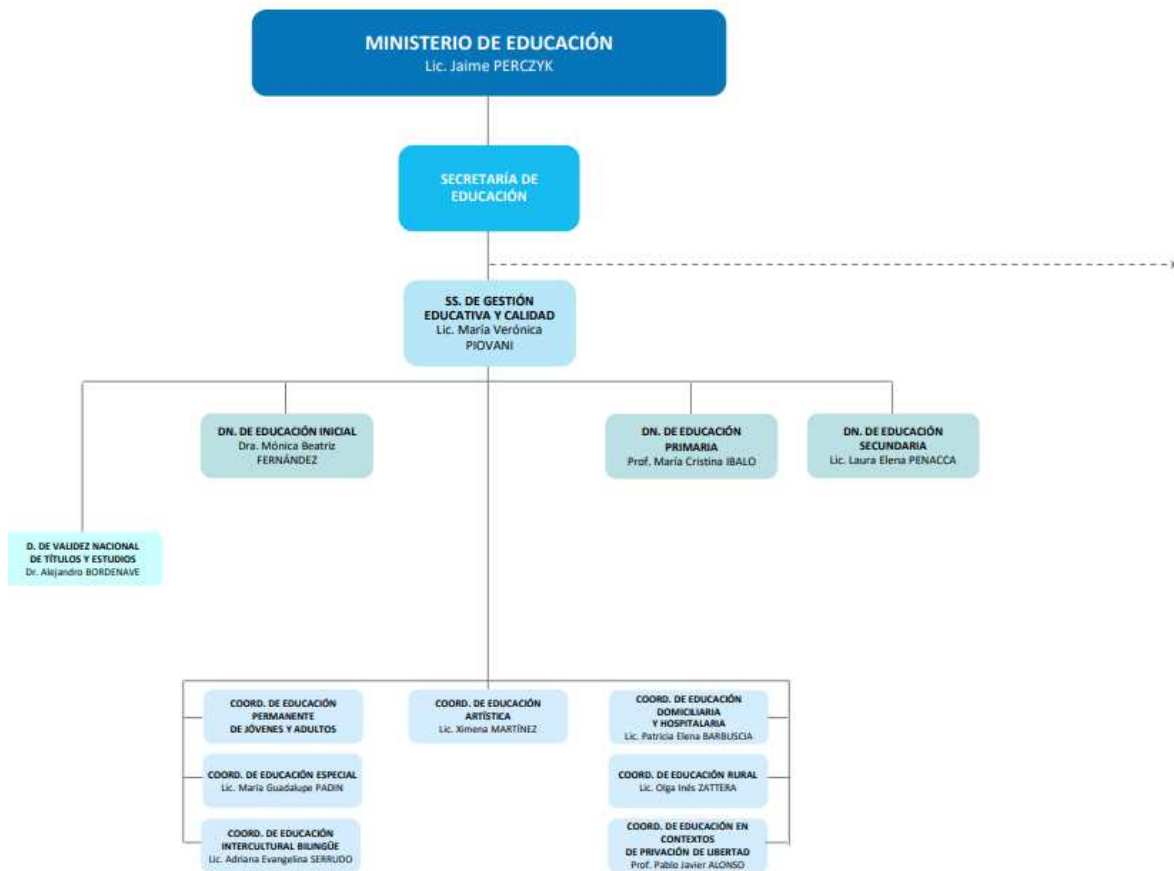 MINISTERIO DE EDUCACIÓN
Lic. Jaime PERCZYK
SECRETARÍA DE
EDUCACIÓN
SS. DE GESTIÓN
EDUCATIVA Y CALIDAD
Lic. María Verónica
PIOVANI
DN. DE EDUCACIÓN INICIAL
Dra. Mónica Beatriz
FERNÁNDEZ
DN. DE EDUCACIÓN
PRIMARIA
Prof. María Cristina IBALO
DN. DE EDUCACIÓN
SECUNDARIA
Lic. Laura Elena PENACCA
D. DE VALIDEZ NACIONAL
DE TÍTULOS Y ESTUDIOS
Dr. Alejandro BORDENAVE
COORD. DE EDUCACIÓN
PERMANENTE
DE JÓVENES Y ADULTOS
COORD. DE EDUCACIÓN
ARTÍSTICA
Lic. Ximena MARTÍNEZ
COORD. DE EDUCACIÓN
DOMICILIARIA
Y HOSPITALARIA
Lic. Patricia Elena BARBUSCIA
COORD. DE EDUCACIÓN ESPECIAL
Lic. María Guadalupe PADIN
COORD. DE EDUCACIÓN RURAL
Lic. Olga Inés ZATTERA
COORD. DE EDUCACIÓN
INTERCULTURAL BILINGÜE
Lic. Adriana Evangelina SERRUDO
COORD. DE EDUCACIÓN EN
CONTEXTOS
DE PRIVACIÓN DE LIBERTAD
Prof. Pablo Javier ALONSO